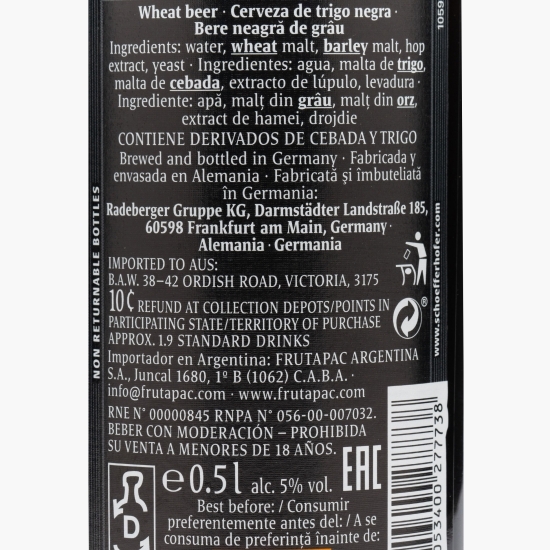 Wheat beer · Cerveza de trigo negra ·
Bere neagră de grâu
Ingredients: water, wheat malt, barley malt, hop
extract, yeast · Ingredientes: agua, malta de trigo,
malta de cebada, extracto de lúpulo, levadura ·
Ingrediente: apă, malț din grâu, malț din orz,
extract de hamei, drojdie
CONTIENE DERIVADOS DE CEBADA Y TRIGO
Brewed and bottled in Germany · Fabricada y
envasada en Alemania · Fabricată şi îmbuteliată
în Germania:
Radeberger Gruppe KG, Darmstädter Landstraße 185,
60598 Frankfurt am Main, Germany ·
Alemania · Germania
IMPORTED TO AUS:
B.A.W. 38–42 ORDISH ROAD, VICTORIA, 3175
10¢ REFUND AT COLLECTION DEPOTS/POINTS IN
PARTICIPATING STATE/TERRITORY OF PURCHASE
APPROX. 1.9 STANDARD DRINKS
Importador en Argentina: FRUTAPAC ARGENTINA
S.A., Juncal 1680, 1º B (1062) C.A.B.A. ·
info@frutapac.com · www.frutapac.com
RNE N° 00000845 RNPA N° 056-00-007032.
BEBER CON MODERACIÓN – PROHIBIDA
SU VENTA A MENORES DE 18 AÑOS.
D
℮ 0.5 l alc. 5% vol.
EAC
Best before: / Consumir
preferentemente antes del: / A se
consuma de preferință înainte de:
NON RETURNABLE BOTTLES
1059
www.schoefferhofer.com
®
053400 277738